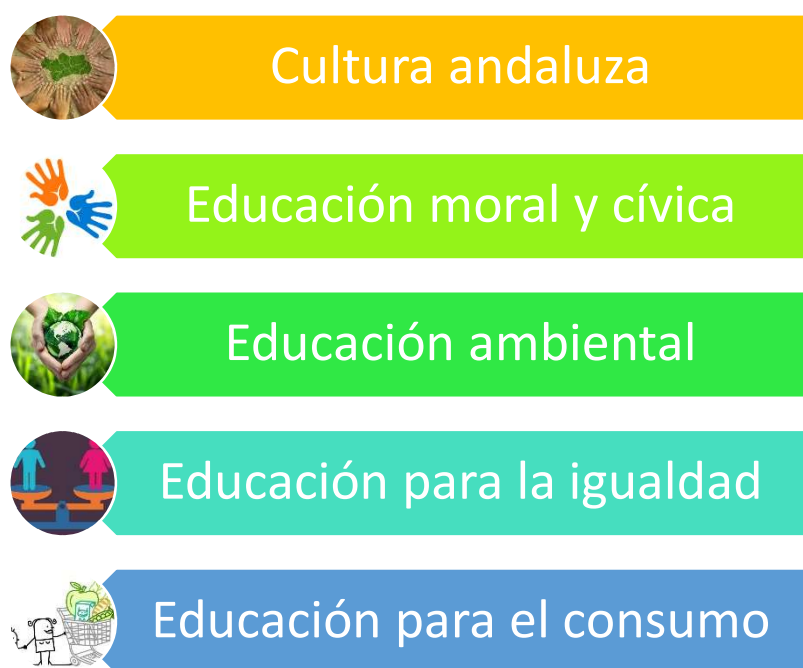 Cultura andaluza
Educación moral y cívica
Educación ambiental
Educación para la igualdad
Educación para el consumo